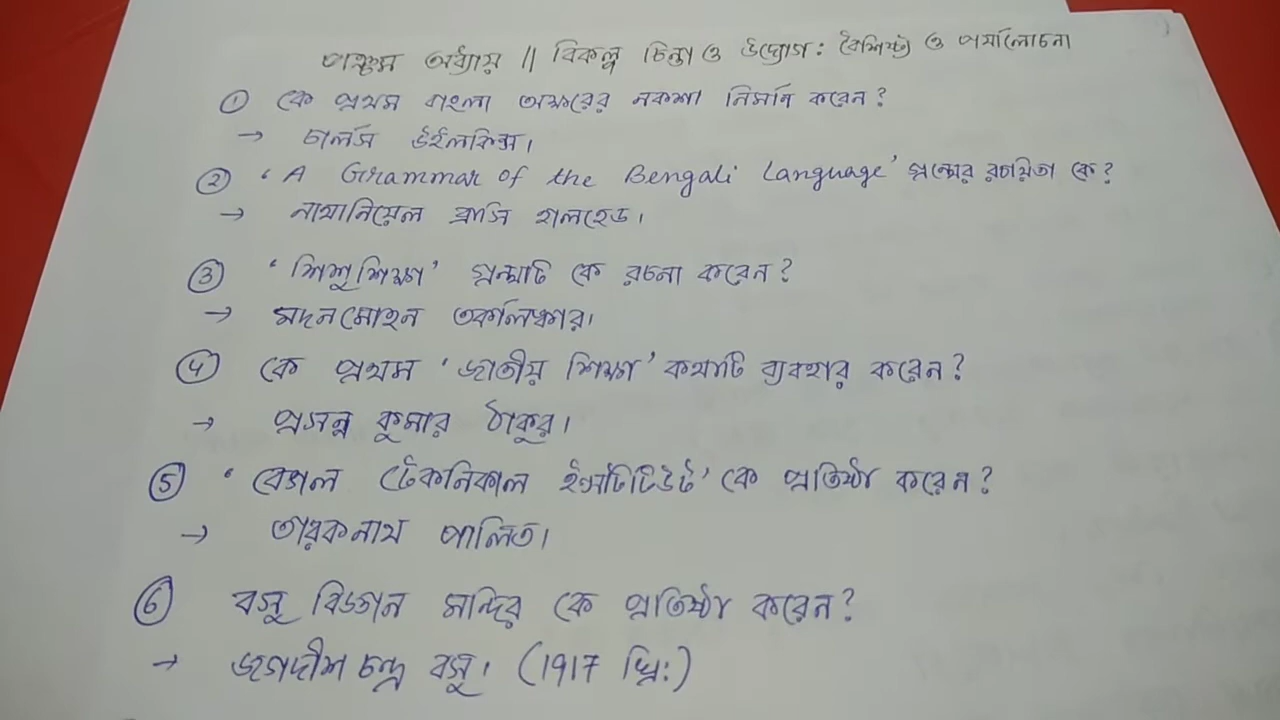 পঞ্চম অধ্যায় || বিকল্প চিন্তা ও উদ্যোগ: বৈশিষ্ট্য ও পর্যালোচনা
① কে প্রথম বাংলা অক্ষরের নকশা নির্মাণ করেন?
→ চার্লস উইলকিন্স।
② 'A Grammar of the Bengali Language' গ্রন্থের রচয়িতা কে?
→ নাথানিয়েল ব্রাসি হালহেড।
③ 'শিশুশিক্ষা' গ্রন্থটি কে রচনা করেন?
→ মদনমোহন তর্কালঙ্কার।
④ কে প্রথম 'জাতীয় শিক্ষা' কথাটি ব্যবহার করেন?
→ প্রসন্ন কুমার ঠাকুর।
⑤ 'বেঙ্গল টেকনিকাল ইন্সটিটিউট' কে প্রতিষ্ঠা করেন?
→ তারকনাথ পালিত।
⑥ বসু বিজ্ঞান মন্দির কে প্রতিষ্ঠা করেন?
→ জগদীশ চন্দ্র বসু। (1917 খ্রি:)